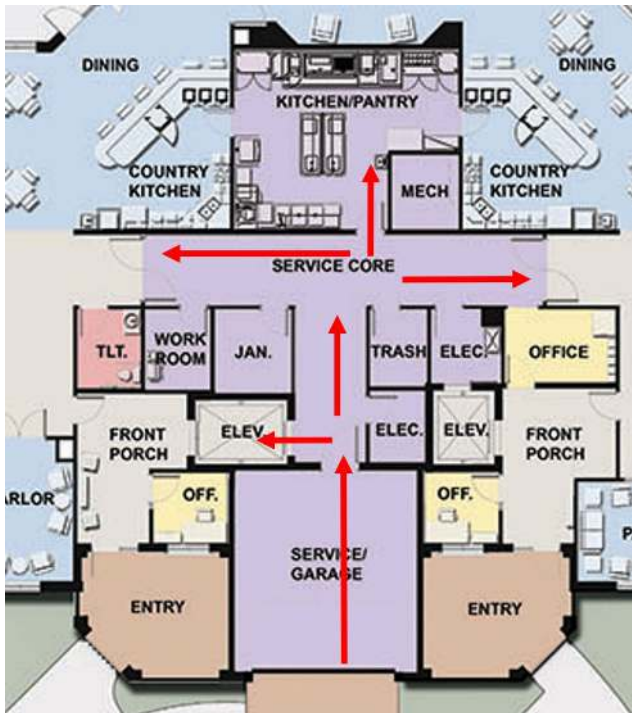 DINING
DINING
KITCHEN/PANTRY
COUNTRY
KITCHEN
MECH
COUNTRY
KITCHEN
SERVICE CORE
TLT.
WORK
ROOM
JAN.
TRASH
ELEC.
OFFICE
FRONT
PORCH
ELEV.
ELEC.
ELEV.
FRONT
PORCH
ARLOR
OFF.
OFF.
P
SERVICE/
GARAGE
ENTRY
ENTRY